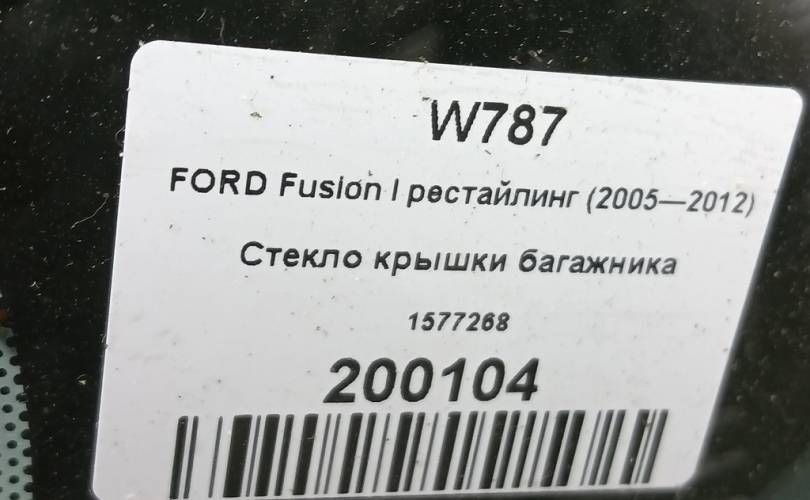 W787
FORD Fusion I рестайлинг (2005—2012)
Стекло крышки багажника
1577268
200104